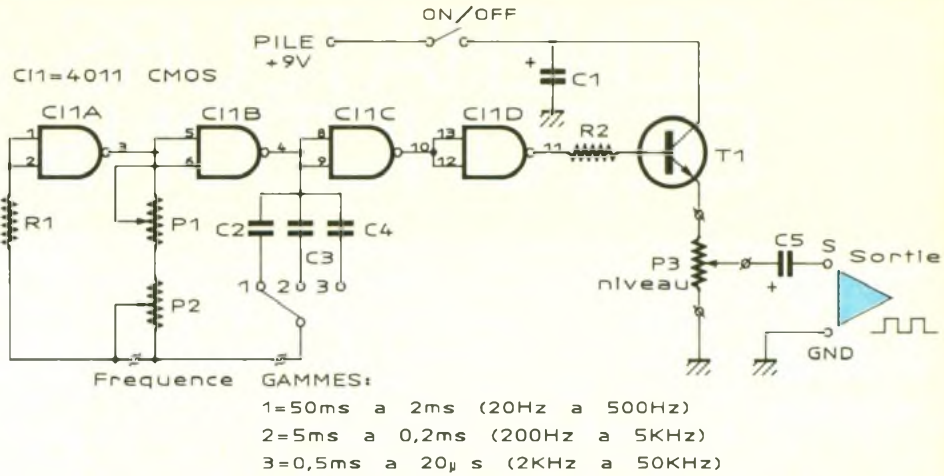 ON/OFF
PILE
+9V
+
C1
CI1=4011 CMOS
CI1A
CI1B
CI1C
CI1D
1
2
3
5
6
4
8
9
10
13
12
11
R2
T1
R1
P1
P2
C2
C3
C4
1 2 3
P3
niveau
C5
+
S
Sortie
GND
Frequence GAMMES:
1=50ms a 2ms (20Hz a 500Hz)
2=5ms a 0,2ms (200Hz a 5KHz)
3=0,5ms a 20µs (2KHz a 50KHz)